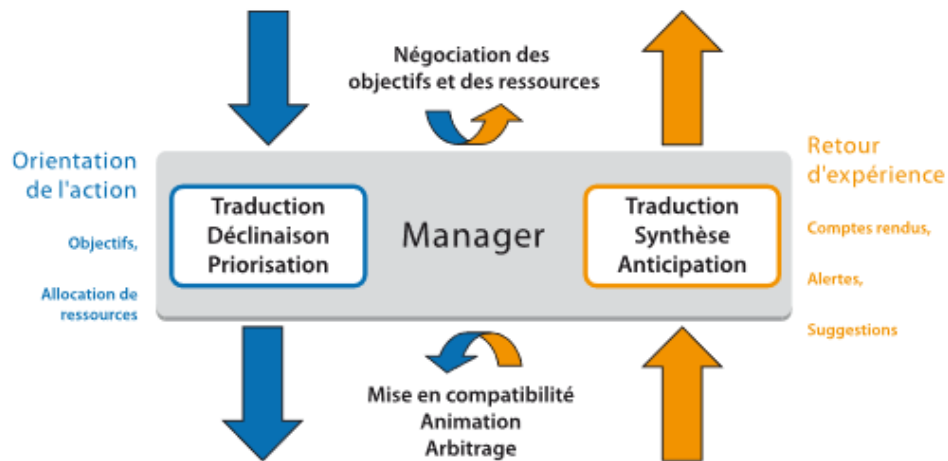 Négociation des
objectifs et des ressources
Orientation
de l'action
Objectifs,
Allocation de
ressources
Traduction
Déclinaison
Priorisation
Manager
Traduction
Synthèse
Anticipation
Retour
d'expérience
Comptes rendus,
Alertes,
Suggestions
Mise en compatibilité
Animation
Arbitrage